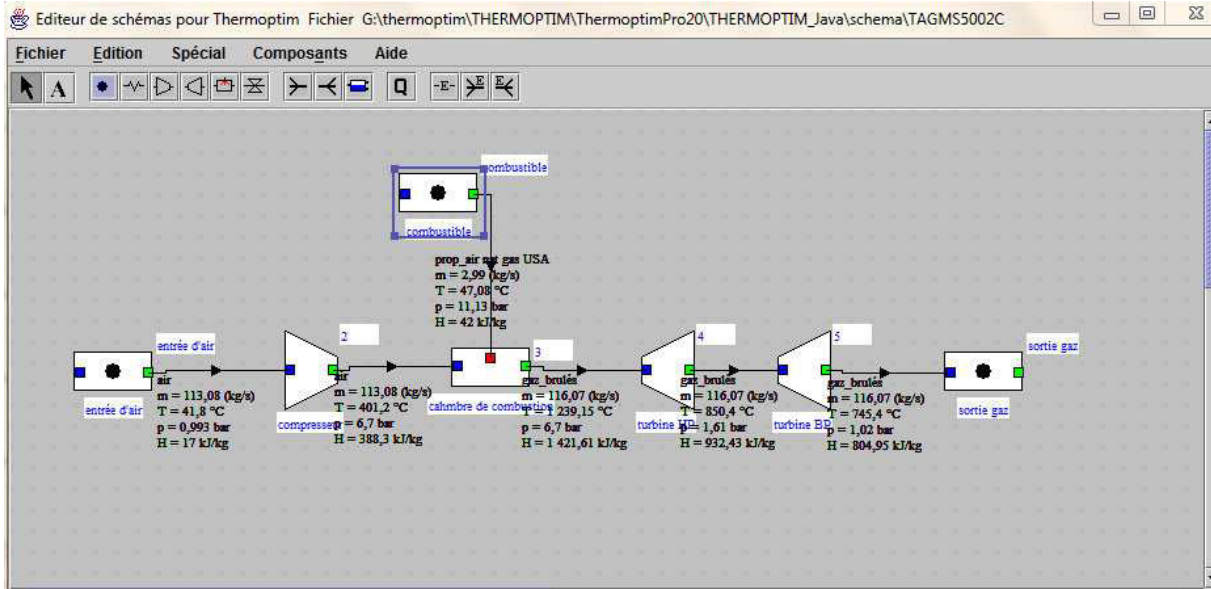 Editeur de schémas pour Thermoptim Fichier G:\thermoptim\THERMOPTIM\ThermoptimPro20\THERMOPTIM_Java\schema\TAGMS5002C
Fichier Edition Spécial Composants Aide
A Q -E- E E
combustible
combustible
prop_air nat gas USA
m = 2,99 (kg/s)
T = 47,08 °C
p = 11,13 bar
H = 42 kJ/kg
entrée d'air
entrée d'air
air
m = 113,08 (kg/s)
T = 41,8 °C
p = 0,993 bar
H = 17 kJ/kg
2
compresseur
air
m = 113,08 (kg/s)
T = 401,2 °C
p = 6,7 bar
H = 388,3 kJ/kg
3
cahmbre de combustion
gaz_brulés
m = 116,07 (kg/s)
T = 1 239,15 °C
p = 6,7 bar
H = 1 421,61 kJ/kg
4
turbine HP
gaz_brulés
m = 116,07 (kg/s)
T = 850,4 °C
p = 1,61 bar
H = 932,43 kJ/kg
5
turbine BP
gaz_brulés
m = 116,07 (kg/s)
T = 745,4 °C
p = 1,02 bar
H = 804,95 kJ/kg
sortie gaz
sortie gaz